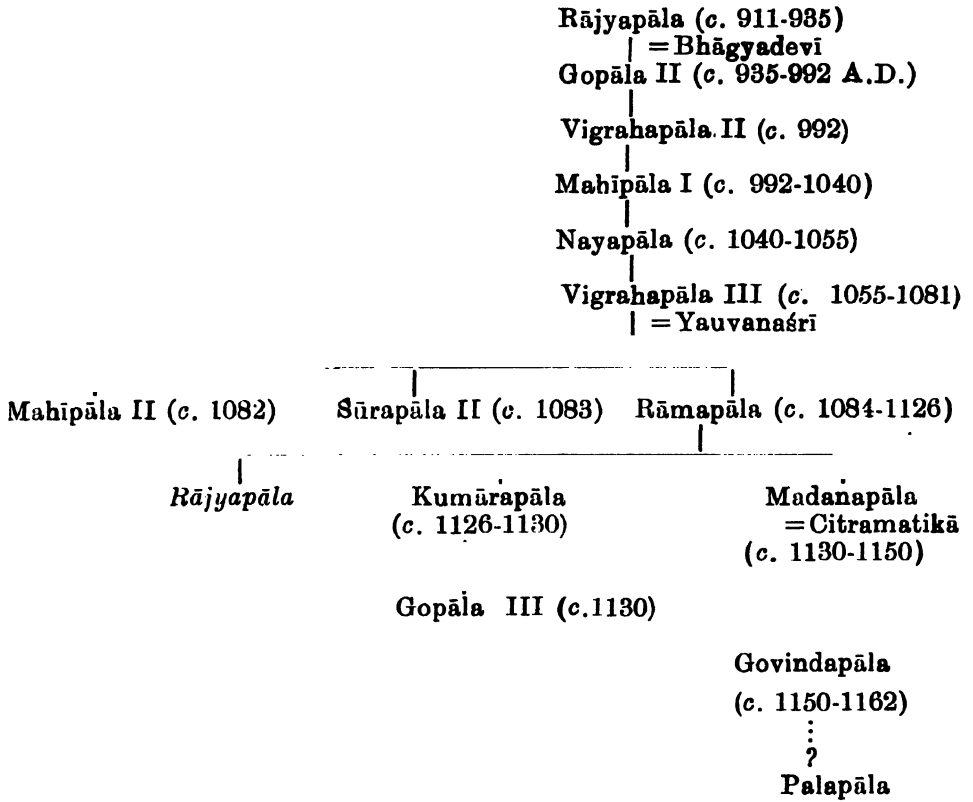 Rājyapāla (c. 911-935)
= Bhāgyadevī
Gopāla II (c. 935-992 A.D.)
Vigrahapāla II (c. 992)
Mahīpāla I (c. 992-1040)
Nayapāla (c. 1040-1055)
Vigrahapāla III (c. 1055-1081)
= Yauvanaśrī
Mahīpāla II (c. 1082) Sūrapāla II (c. 1083) Rāmapāla (c. 1084-1126)
Rājyapāla Kumārapāla Madanapāla
= Citramatikā
(c. 1126-1130)
(c. 1130-1150)
Gopāla III (c.1130)
Govindapāla
(c. 1150-1162)
?
Palapāla